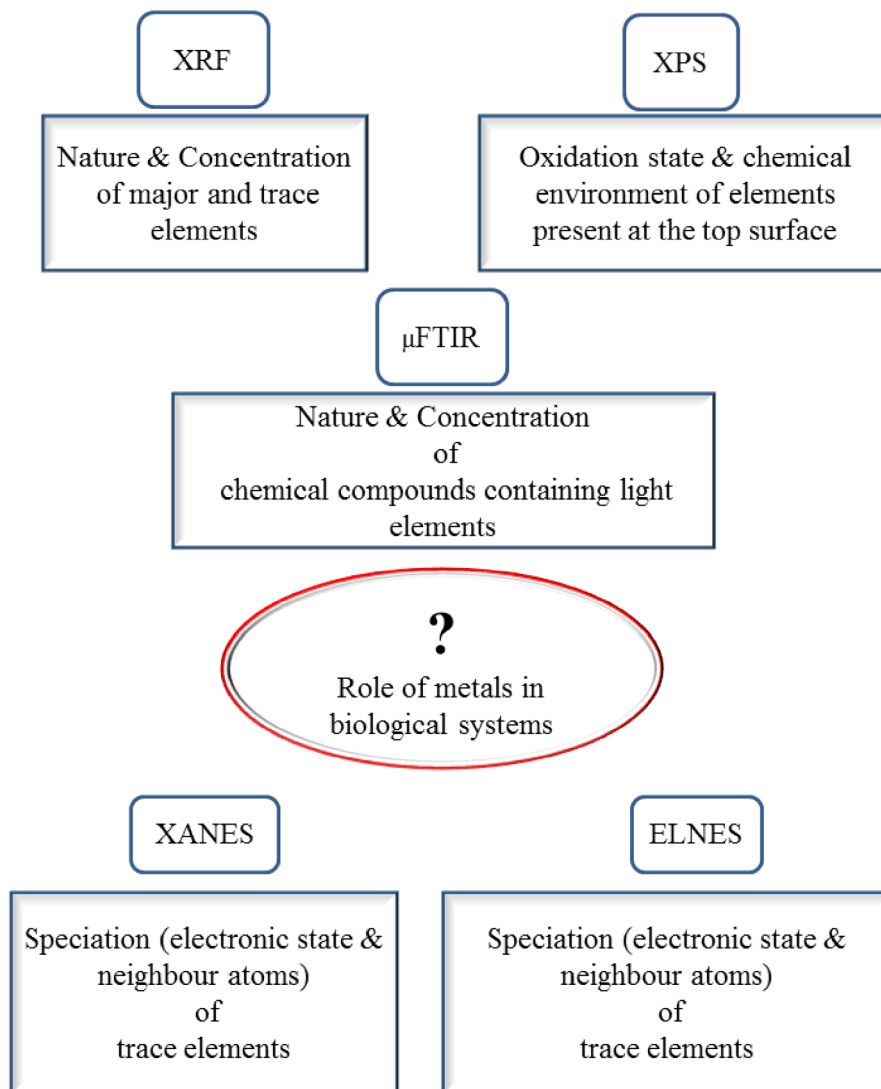 XRF
Nature & Concentration
of major and trace
elements
XPS
Oxidation state & chemical
environment of elements
present at the top surface
μFTIR
Nature & Concentration
of
chemical compounds containing light
elements
?
Role of metals in
biological systems
XANES
Speciation (electronic state &
neighbour atoms)
of
trace elements
ELNES
Speciation (electronic state &
neighbour atoms)
of
trace elements